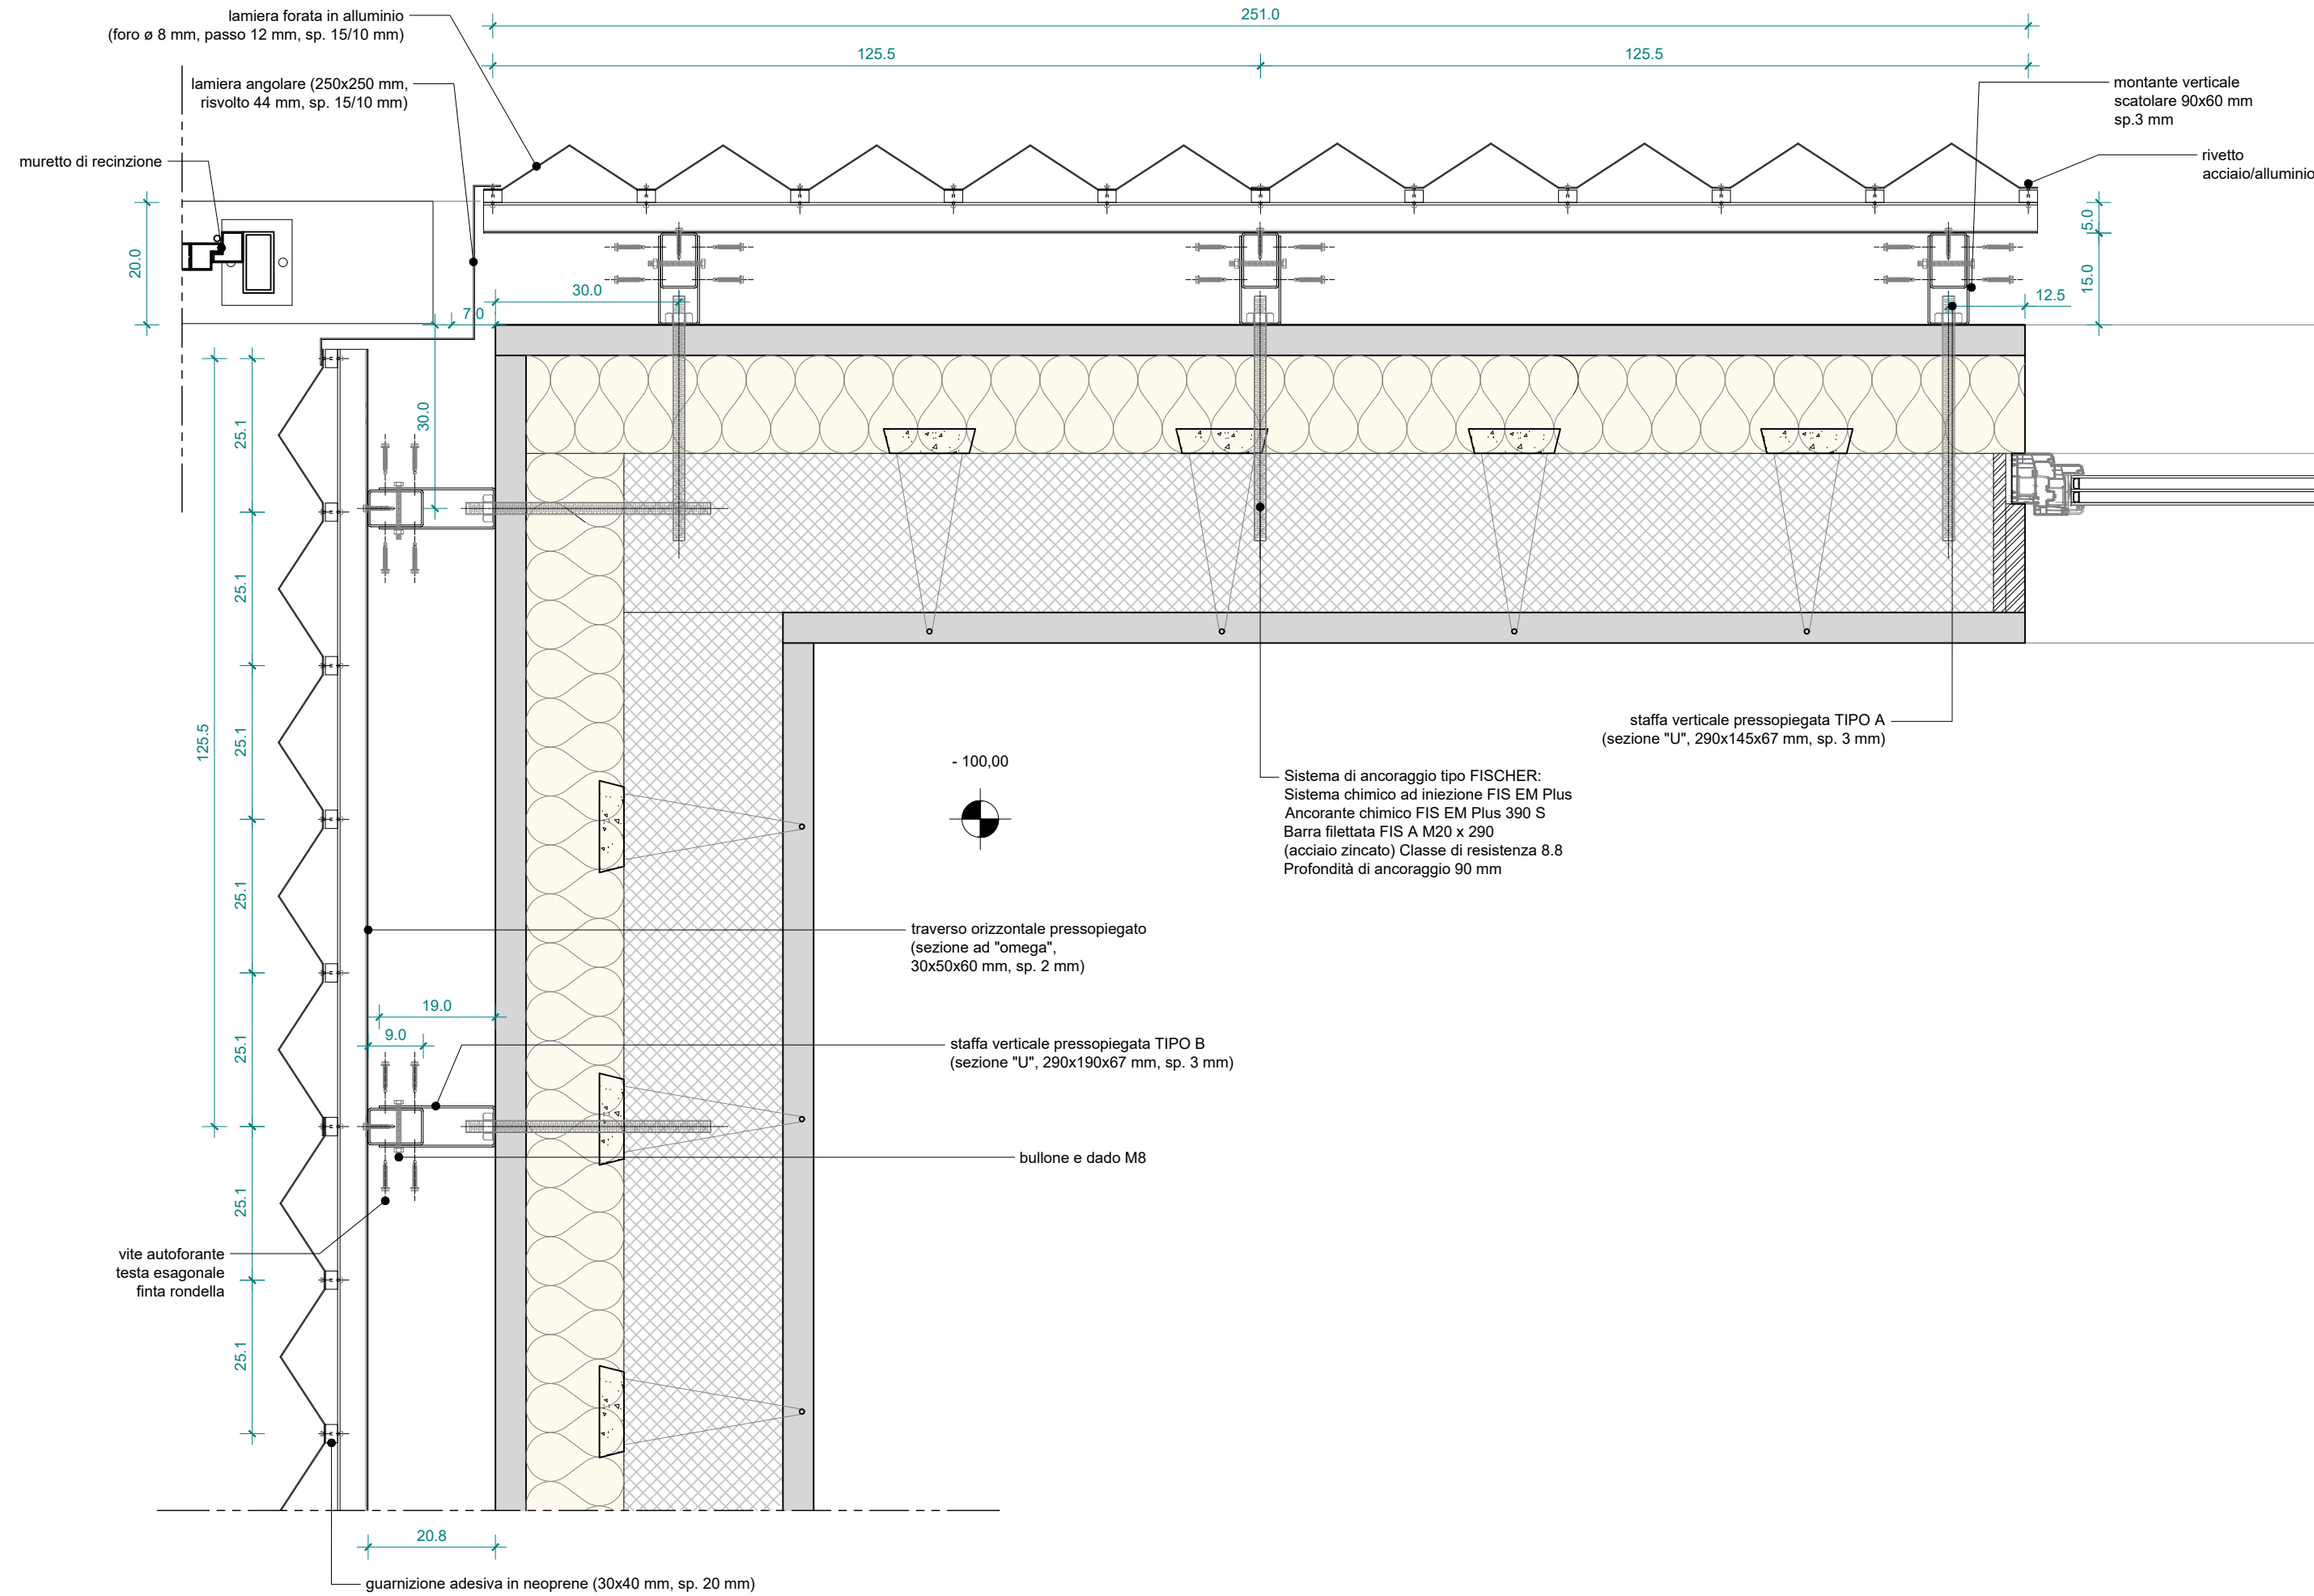 lamiera forata in alluminio
(foro ø 8 mm, passo 12 mm, sp. 15/10 mm)
251.0
125.5
125.5
lamiera angolare (250x250 mm,
risvolto 44 mm, sp. 15/10 mm)
montante verticale
scatolare 90x60 mm
sp.3 mm
muretto di recinzione
rivetto
acciaio/alluminio
20.0
5.0
15.0
30.0
12.5
7.0
30.0
125.5
25.1
25.1
25.1
25.1
25.1
25.1
25.1
staffa verticale pressopiegata TIPO A
(sezione "U", 290x145x67 mm, sp. 3 mm)
- 100,00
Sistema di ancoraggio tipo FISCHER:
Sistema chimico ad iniezione FIS EM Plus
Ancorante chimico FIS EM Plus 390 S
Barra filettata FIS A M20 x 290
(acciaio zincato) Classe di resistenza 8.8
Profondità di ancoraggio 90 mm
traverso orizzontale pressopiegato
(sezione ad "omega",
30x50x60 mm, sp. 2 mm)
19.0
9.0
staffa verticale pressopiegata TIPO B
(sezione "U", 290x190x67 mm, sp. 3 mm)
bullone e dado M8
vite autoforante
testa esagonale
finta rondella
20.8
guarnizione adesiva in neoprene (30x40 mm, sp. 20 mm)